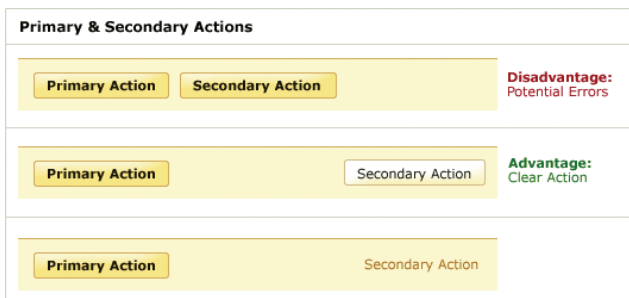 Primary & Secondary Actions
Primary Action Secondary Action Disadvantage:
Potential Errors
Primary Action Secondary Action Advantage:
Clear Action
Primary Action Secondary Action